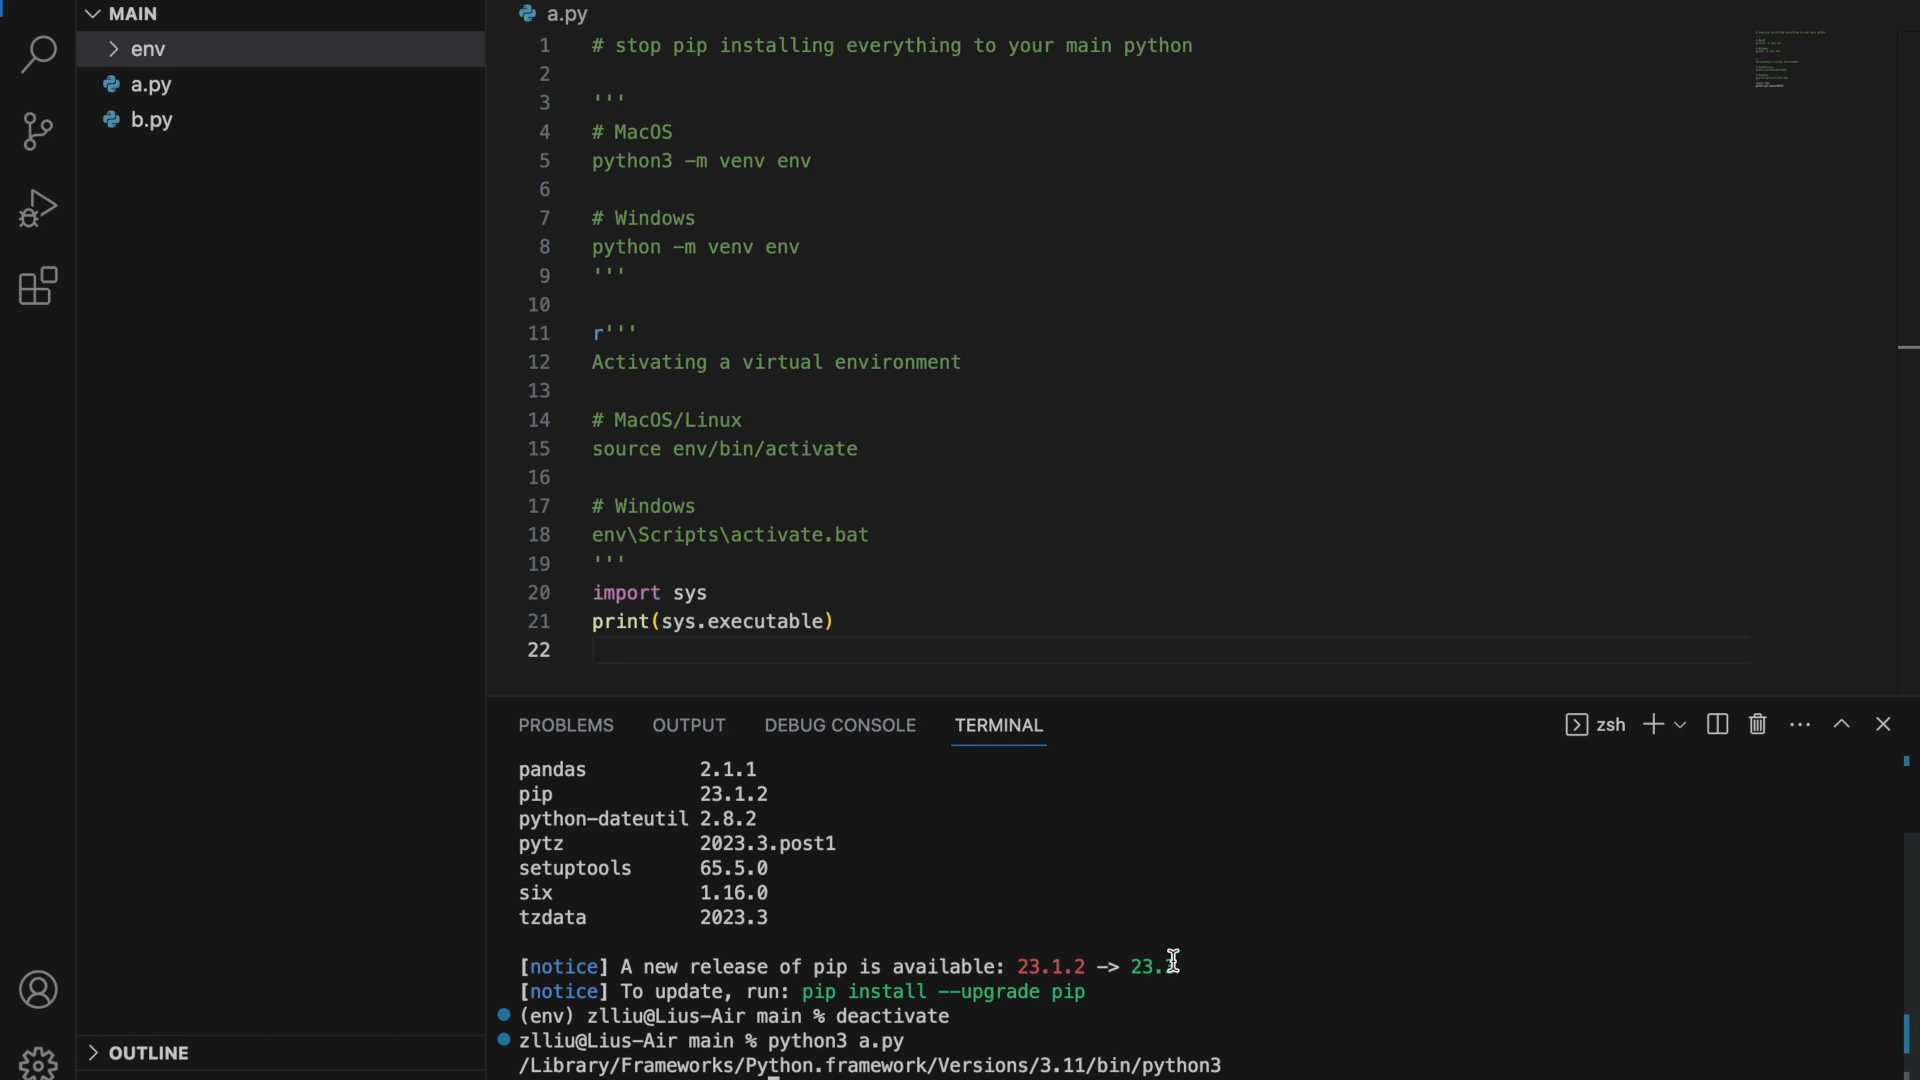 MAIN
env
a.py
b.py
OUTLINE
a.py
1 # stop pip installing everything to your main python
2
3 '''
4 # MacOS
5 python3 -m venv env
6
7 # Windows
8 python -m venv env
9 '''
10
11 r'''
12 Activating a virtual environment
13
14 # MacOS/Linux
15 source env/bin/activate
16
17 # Windows
18 env\Scripts\activate.bat
19 '''
20 import sys
21 print(sys.executable)
22
PROBLEMS OUTPUT DEBUG CONSOLE TERMINAL zsh
pandas 2.1.1
pip 23.1.2
python-dateutil 2.8.2
pytz 2023.3.post1
setuptools 65.5.0
six 1.16.0
tzdata 2023.3
[notice] A new release of pip is available: 23.1.2 ->
[notice] To update, run: pip install --upgrade pip
(env) zlliu@Lius-Air main % deactivate
zlliu@Lius-Air main % python3 a.py
/Library/Frameworks/Python.framework/Versions/3.11/bin/python3